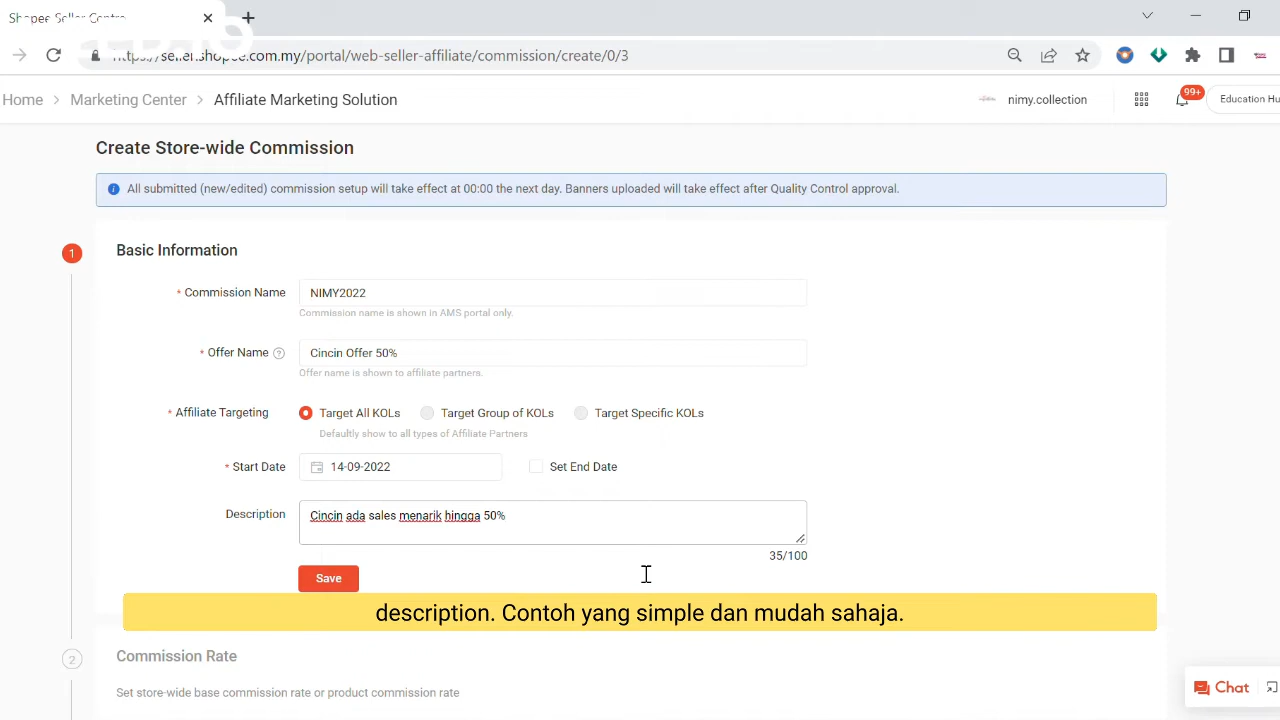 Shopee Seller Centre
https://seller.shopee.com.my/portal/web-seller-affiliate/commission/create/0/3
Home > Marketing Center > Affiliate Marketing Solution
nimy.collection
99+
Education Hu
Create Store-wide Commission
All submitted (new/edited) commission setup will take effect at 00:00 the next day. Banners uploaded will take effect after Quality Control approval.
1
Basic Information
* Commission Name
NIMY2022
Commission name is shown in AMS portal only.
* Offer Name ?
Cincin Offer 50%
Offer name is shown to affiliate partners.
* Affiliate Targeting
Target All KOLs
Target Group of KOLs
Target Specific KOLs
Defaultly show to all types of Affiliate Partners
* Start Date
14-09-2022
Set End Date
Description
Cincin ada sales menarik hingga 50%
35/100
Save
description. Contoh yang simple dan mudah sahaja.
2
Commission Rate
Set store-wide base commission rate or product commission rate
Chat